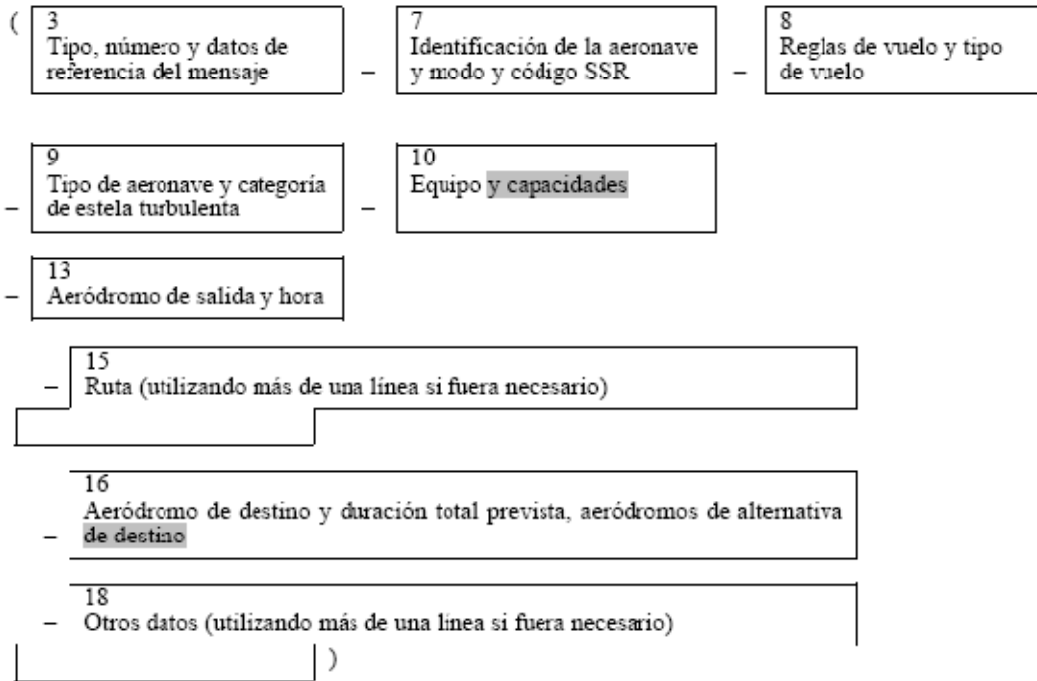 (
3
Tipo, número y datos de
referencia del mensaje
–
7
Identificación de la aeronave
y modo y código SSR
–
8
Reglas de vuelo y tipo
de vuelo
–
9
Tipo de aeronave y categoría
de estela turbulenta
–
10
Equipo y capacidades
–
13
Aeródromo de salida y hora
–
15
Ruta (utilizando más de una línea si fuera necesario)
–
16
Aeródromo de destino y duración total prevista, aeródromos de alternativa
de destino
–
18
Otros datos (utilizando más de una línea si fuera necesario)
)